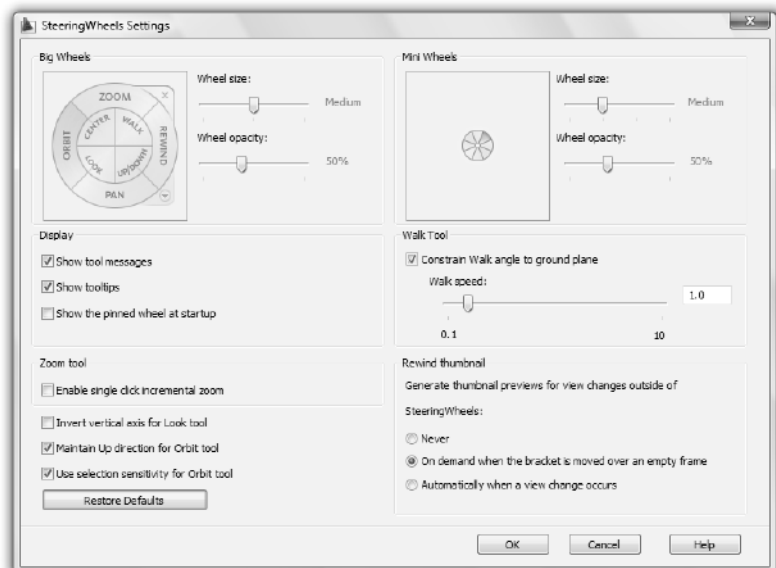 SteeringWheels Settings
Big Wheels
ZOOM
ORBIT
CENTER
WALK
REWIND
LOOK
UP/DOWN
PAN
Wheel size:
Medium
Wheel opacity:
50%
Mini Wheels
Wheel size:
Medium
Wheel opacity:
50%
Display
Show tool messages
Show tooltips
Show the pinned wheel at startup
Walk Tool
Constrain Walk angle to ground plane
Walk speed:
1.0
0.1
10
Zoom tool
Enable single click incremental zoom
Invert vertical axis for Look tool
Maintain Up direction for Orbit tool
Use selection sensitivity for Orbit tool
Restore Defaults
Rewind thumbnail
Generate thumbnail previews for view changes outside of
SteeringWheels:
Never
On demand when the bracket is moved over an empty frame
Automatically when a view change occurs
OK
Cancel
Help